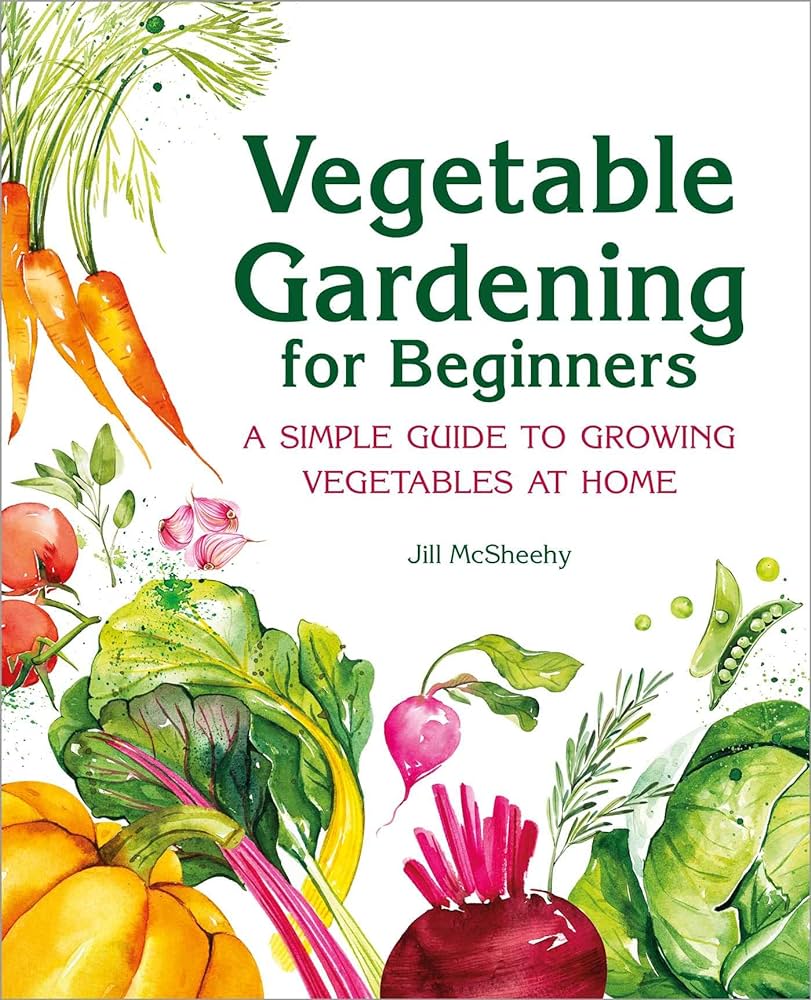 Vegetable
Gardening
for Beginners
A SIMPLE GUIDE TO GROWING
VEGETABLES AT HOME
Jill McSheehy